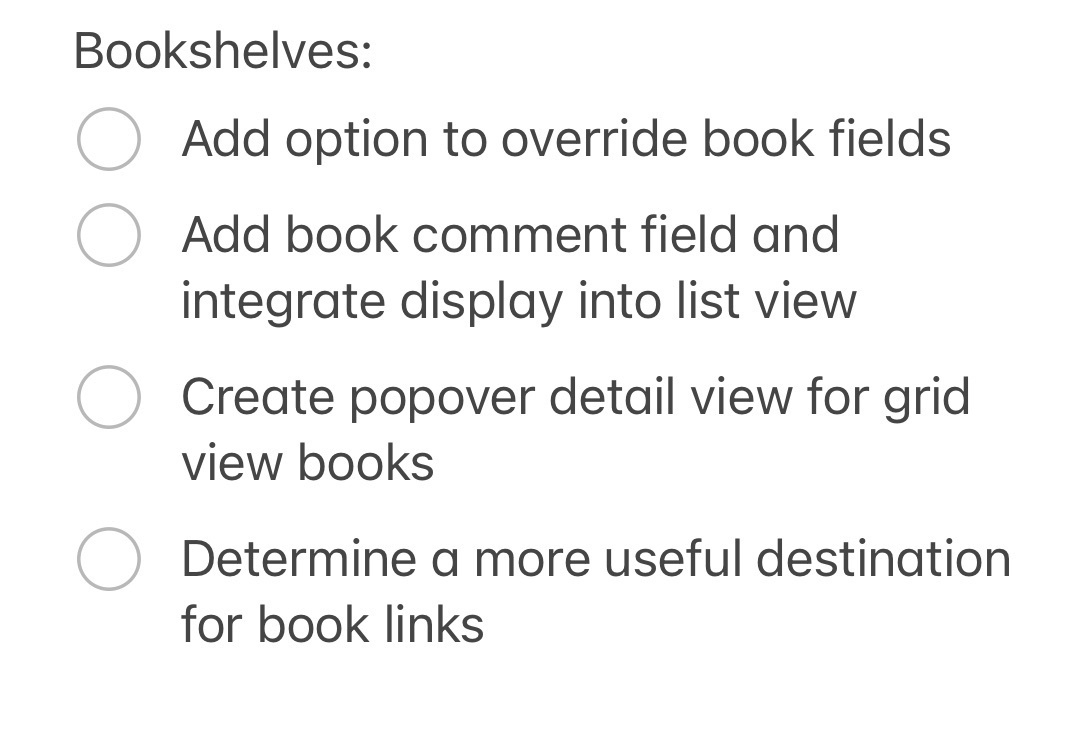 Bookshelves:
Add option to override book fields
Add book comment field and
integrate display into list view
Create popover detail view for grid
view books
Determine a more useful destination
for book links